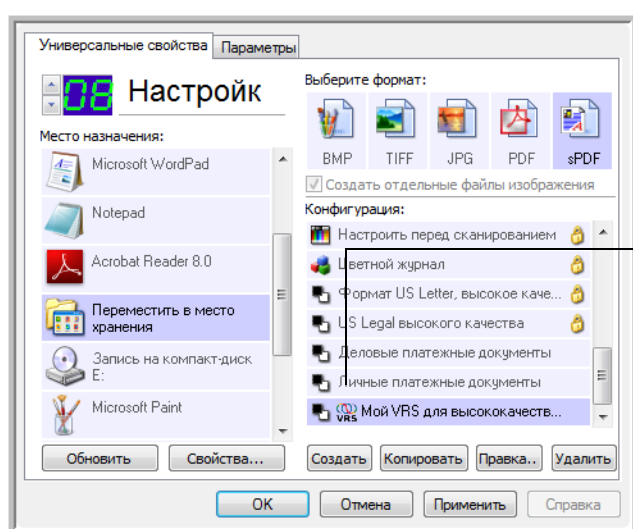 Универсальные свойства Параметры
08 Настройк
Выберите формат:
BMP TIFF JPG PDF sPDF
Создать отдельные файлы изображения
Место назначения:
Microsoft WordPad
Notepad
Acrobat Reader 8.0
Переместить в место
хранения
Запись на компакт-диск
E:
Microsoft Paint
Обновить Свойства...
Конфигурация:
Настроить перед сканированием
Цветной журнал
Формат US Letter, высокое каче...
US Legal высокого качества
Деловые платежные документы
Личные платежные документы
VRS Мой VRS для высококачеств...
Создать Копировать Правка.. Удалить
OK Отмена Применить Справка